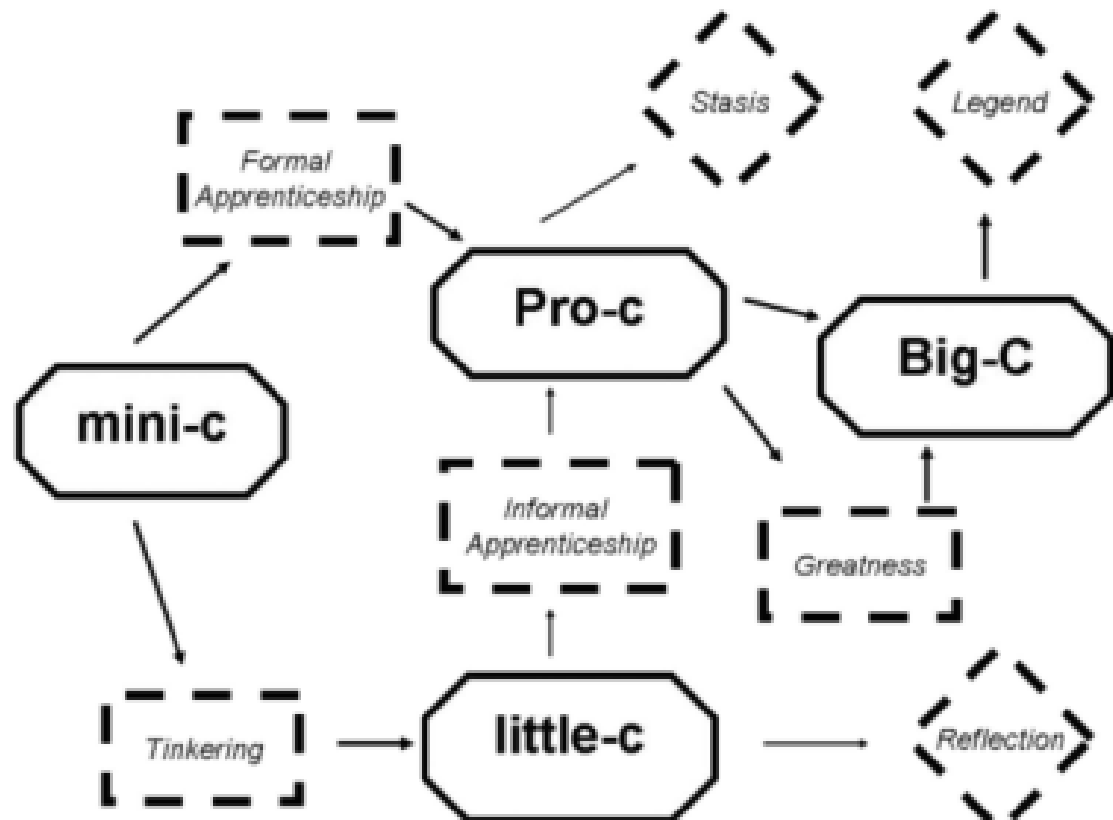 Stasis
Legend
Formal
Apprenticeship
Pro-c
Big-C
mini-c
Informal
Apprenticeship
Greatness
Tinkering
little-c
Reflection